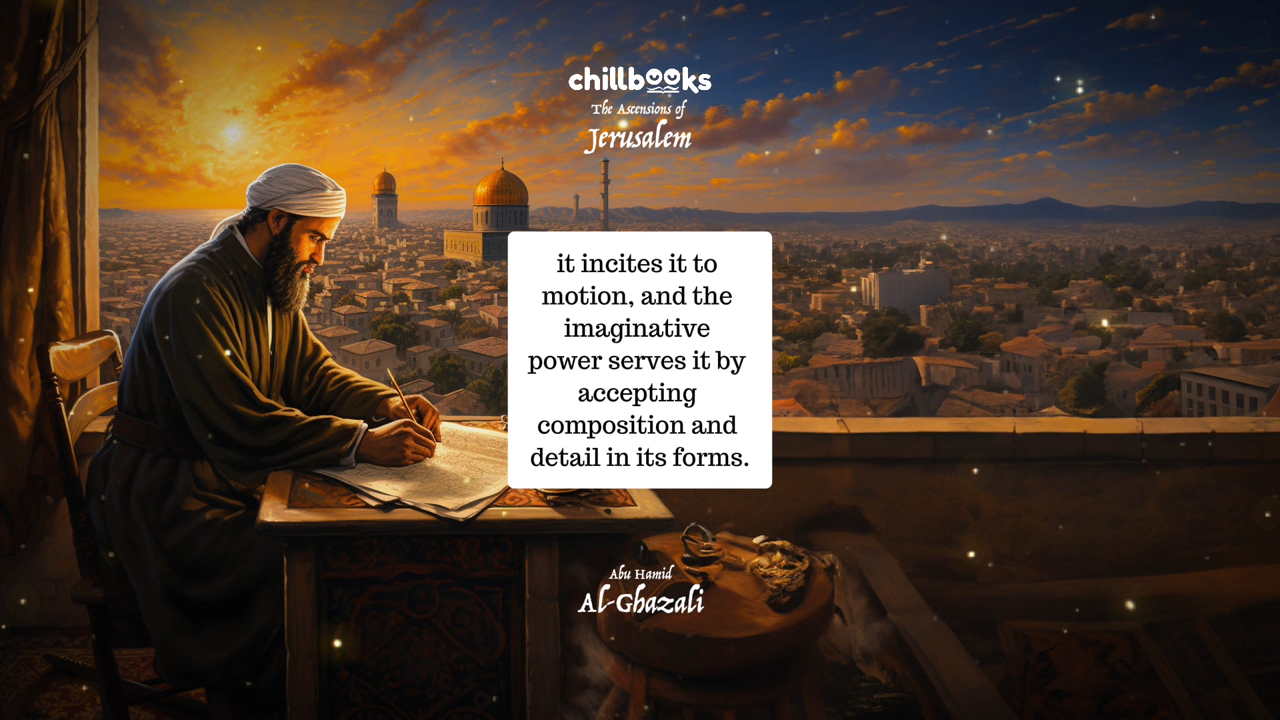 chillbooks
The Ascensions of
Jerusalem
it incites it to
motion, and the
imaginative
power serves it by
accepting
composition and
detail in its forms.
Abu Hamid
Al-Ghazali